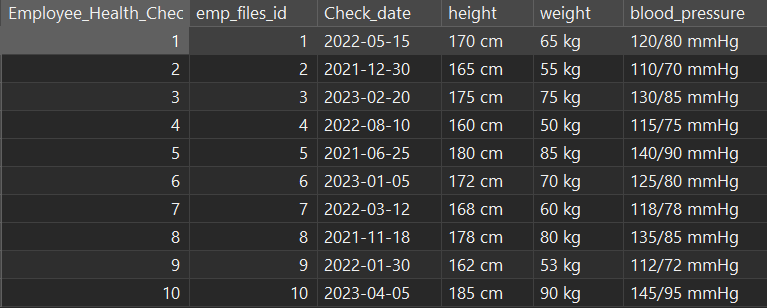 Employee_Health_Chec emp_files_id Check_date height weight blood_pressure
1 1 2022-05-15 170 cm 65 kg 120/80 mmHg
2 2 2021-12-30 165 cm 55 kg 110/70 mmHg
3 3 2023-02-20 175 cm 75 kg 130/85 mmHg
4 4 2022-08-10 160 cm 50 kg 115/75 mmHg
5 5 2021-06-25 180 cm 85 kg 140/90 mmHg
6 6 2023-01-05 172 cm 70 kg 125/80 mmHg
7 7 2022-03-12 168 cm 60 kg 118/78 mmHg
8 8 2021-11-18 178 cm 80 kg 135/85 mmHg
9 9 2022-01-30 162 cm 53 kg 112/72 mmHg
10 10 2023-04-05 185 cm 90 kg 145/95 mmHg